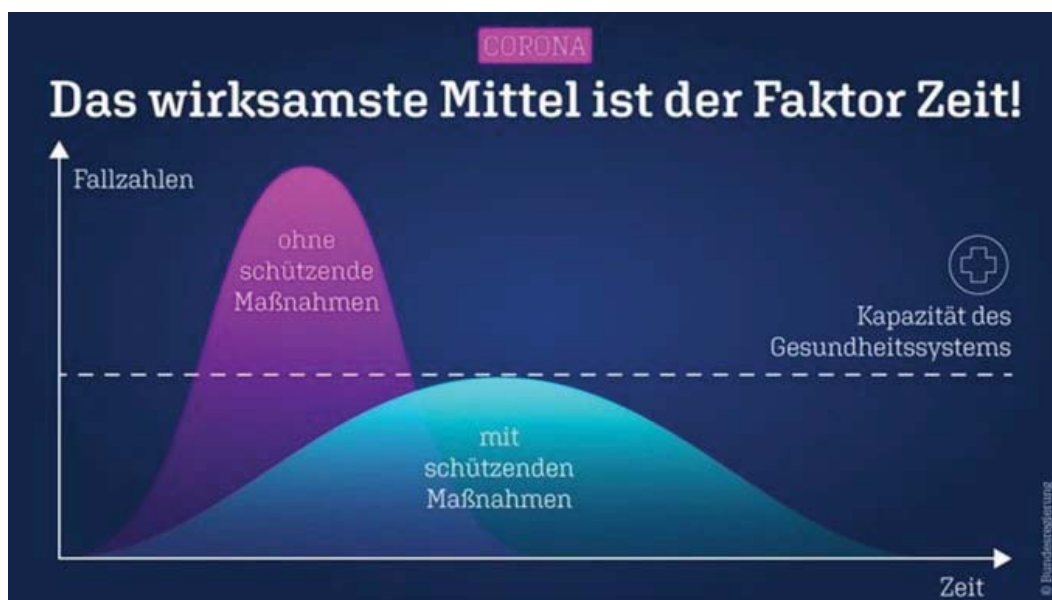 CORONA
Das wirksamste Mittel ist der Faktor Zeit!
Fallzahlen
ohne
schützende
Maßnahmen
Kapazität des
Gesundheitssystems
mit
schützenden
Maßnahmen
Zeit
© Bundesregierung